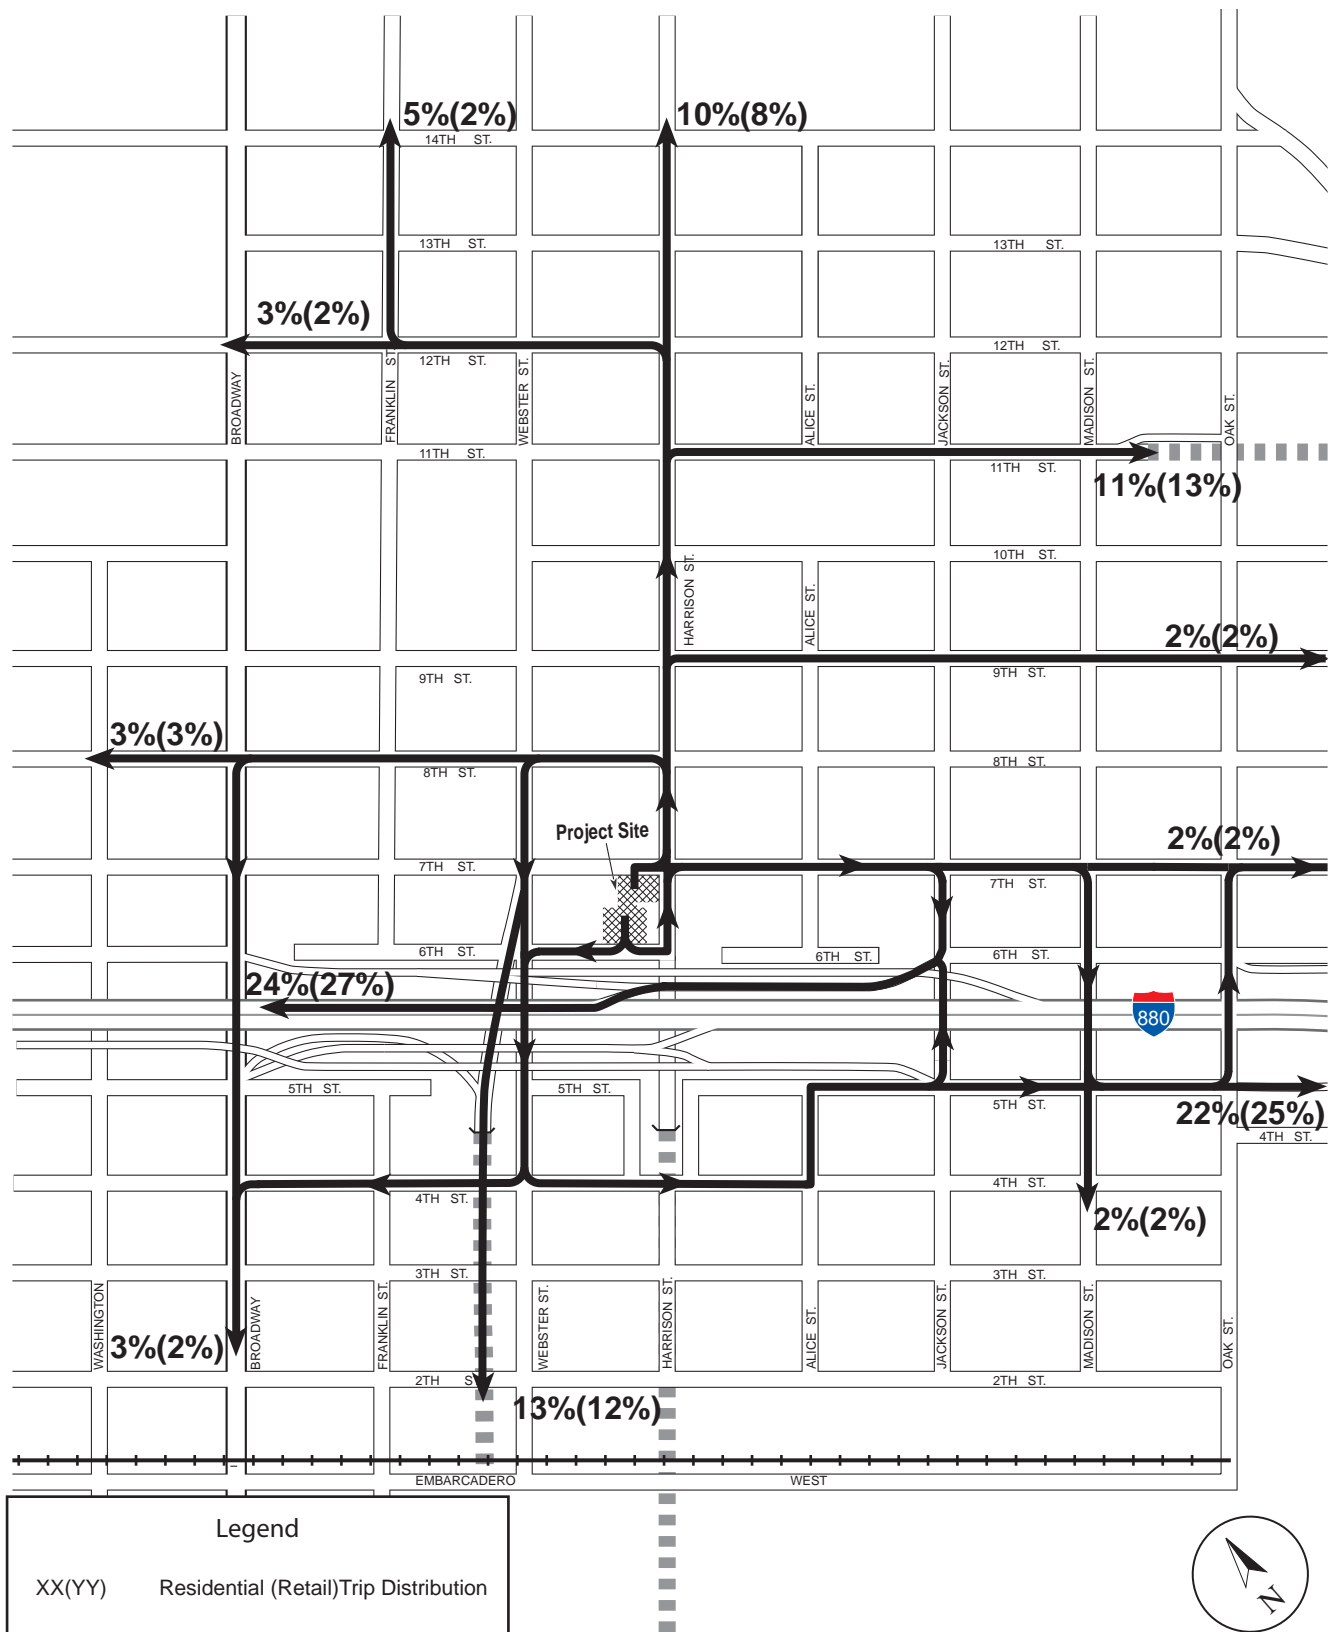 5%(2%)
10%(8%)
14TH ST.
13TH ST.
13TH ST.
3%(2%)
12TH ST.
12TH ST.
BROADWAY
FRANKLIN ST.
WEBSTER ST.
ALICE ST.
JACKSON ST.
MADISON ST.
OAK ST.
11TH ST.
11TH ST.
11%(13%)
10TH ST.
HARRISON ST.
ALICE ST.
2%(2%)
9TH ST.
9TH ST.
3%(3%)
8TH ST.
8TH ST.
Project Site
2%(2%)
7TH ST.
7TH ST.
6TH ST.
6TH ST.
6TH ST.
24%(27%)
880
5TH ST.
5TH ST.
5TH ST.
22%(25%)
4TH ST.
4TH ST.
4TH ST.
2%(2%)
3TH ST.
3TH ST.
WASHINGTON
BROADWAY
FRANKLIN ST.
WEBSTER ST.
HARRISON ST.
ALICE ST.
JACKSON ST.
MADISON ST.
OAK ST.
3%(2%)
2TH S
2TH ST.
13%(12%)
EMBARCADERO WEST
Legend
XX(YY) Residential (Retail)Trip Distribution
N